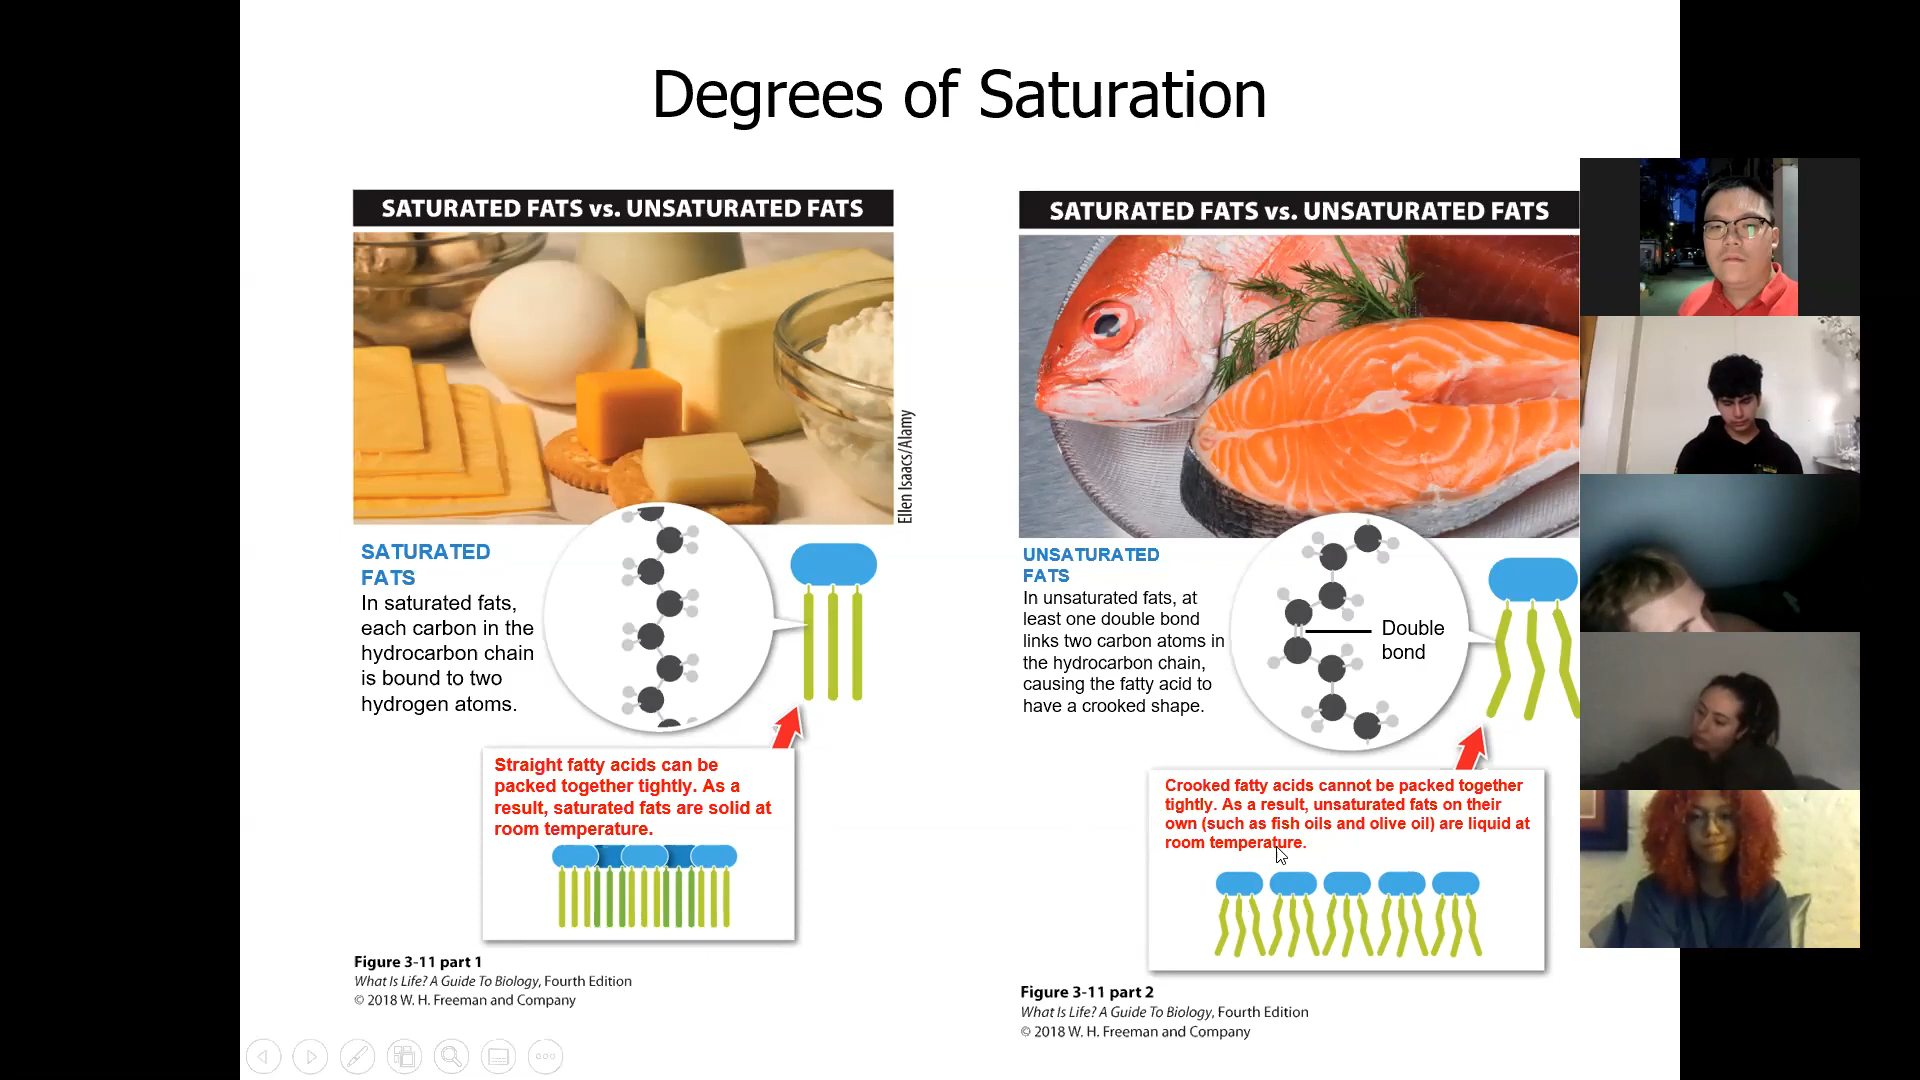 Degrees of Saturation
SATURATED FATS vs. UNSATURATED FATS
Ellen Isaacs/Alamy
SATURATED
FATS
In saturated fats,
each carbon in the
hydrocarbon chain
is bound to two
hydrogen atoms.
Straight fatty acids can be
packed together tightly. As a
result, saturated fats are solid at
room temperature.
Figure 3-11 part 1
What Is Life? A Guide To Biology, Fourth Edition
© 2018 W. H. Freeman and Company
SATURATED FATS vs. UNSATURATED FATS
UNSATURATED
FATS
In unsaturated fats, at
least one double bond
links two carbon atoms in
the hydrocarbon chain,
causing the fatty acid to
have a crooked shape.
Double
bond
Crooked fatty acids cannot be packed together
tightly. As a result, unsaturated fats on their
own (such as fish oils and olive oil) are liquid at
room temperature.
Figure 3-11 part 2
What Is Life? A Guide To Biology, Fourth Edition
© 2018 W. H. Freeman and Company